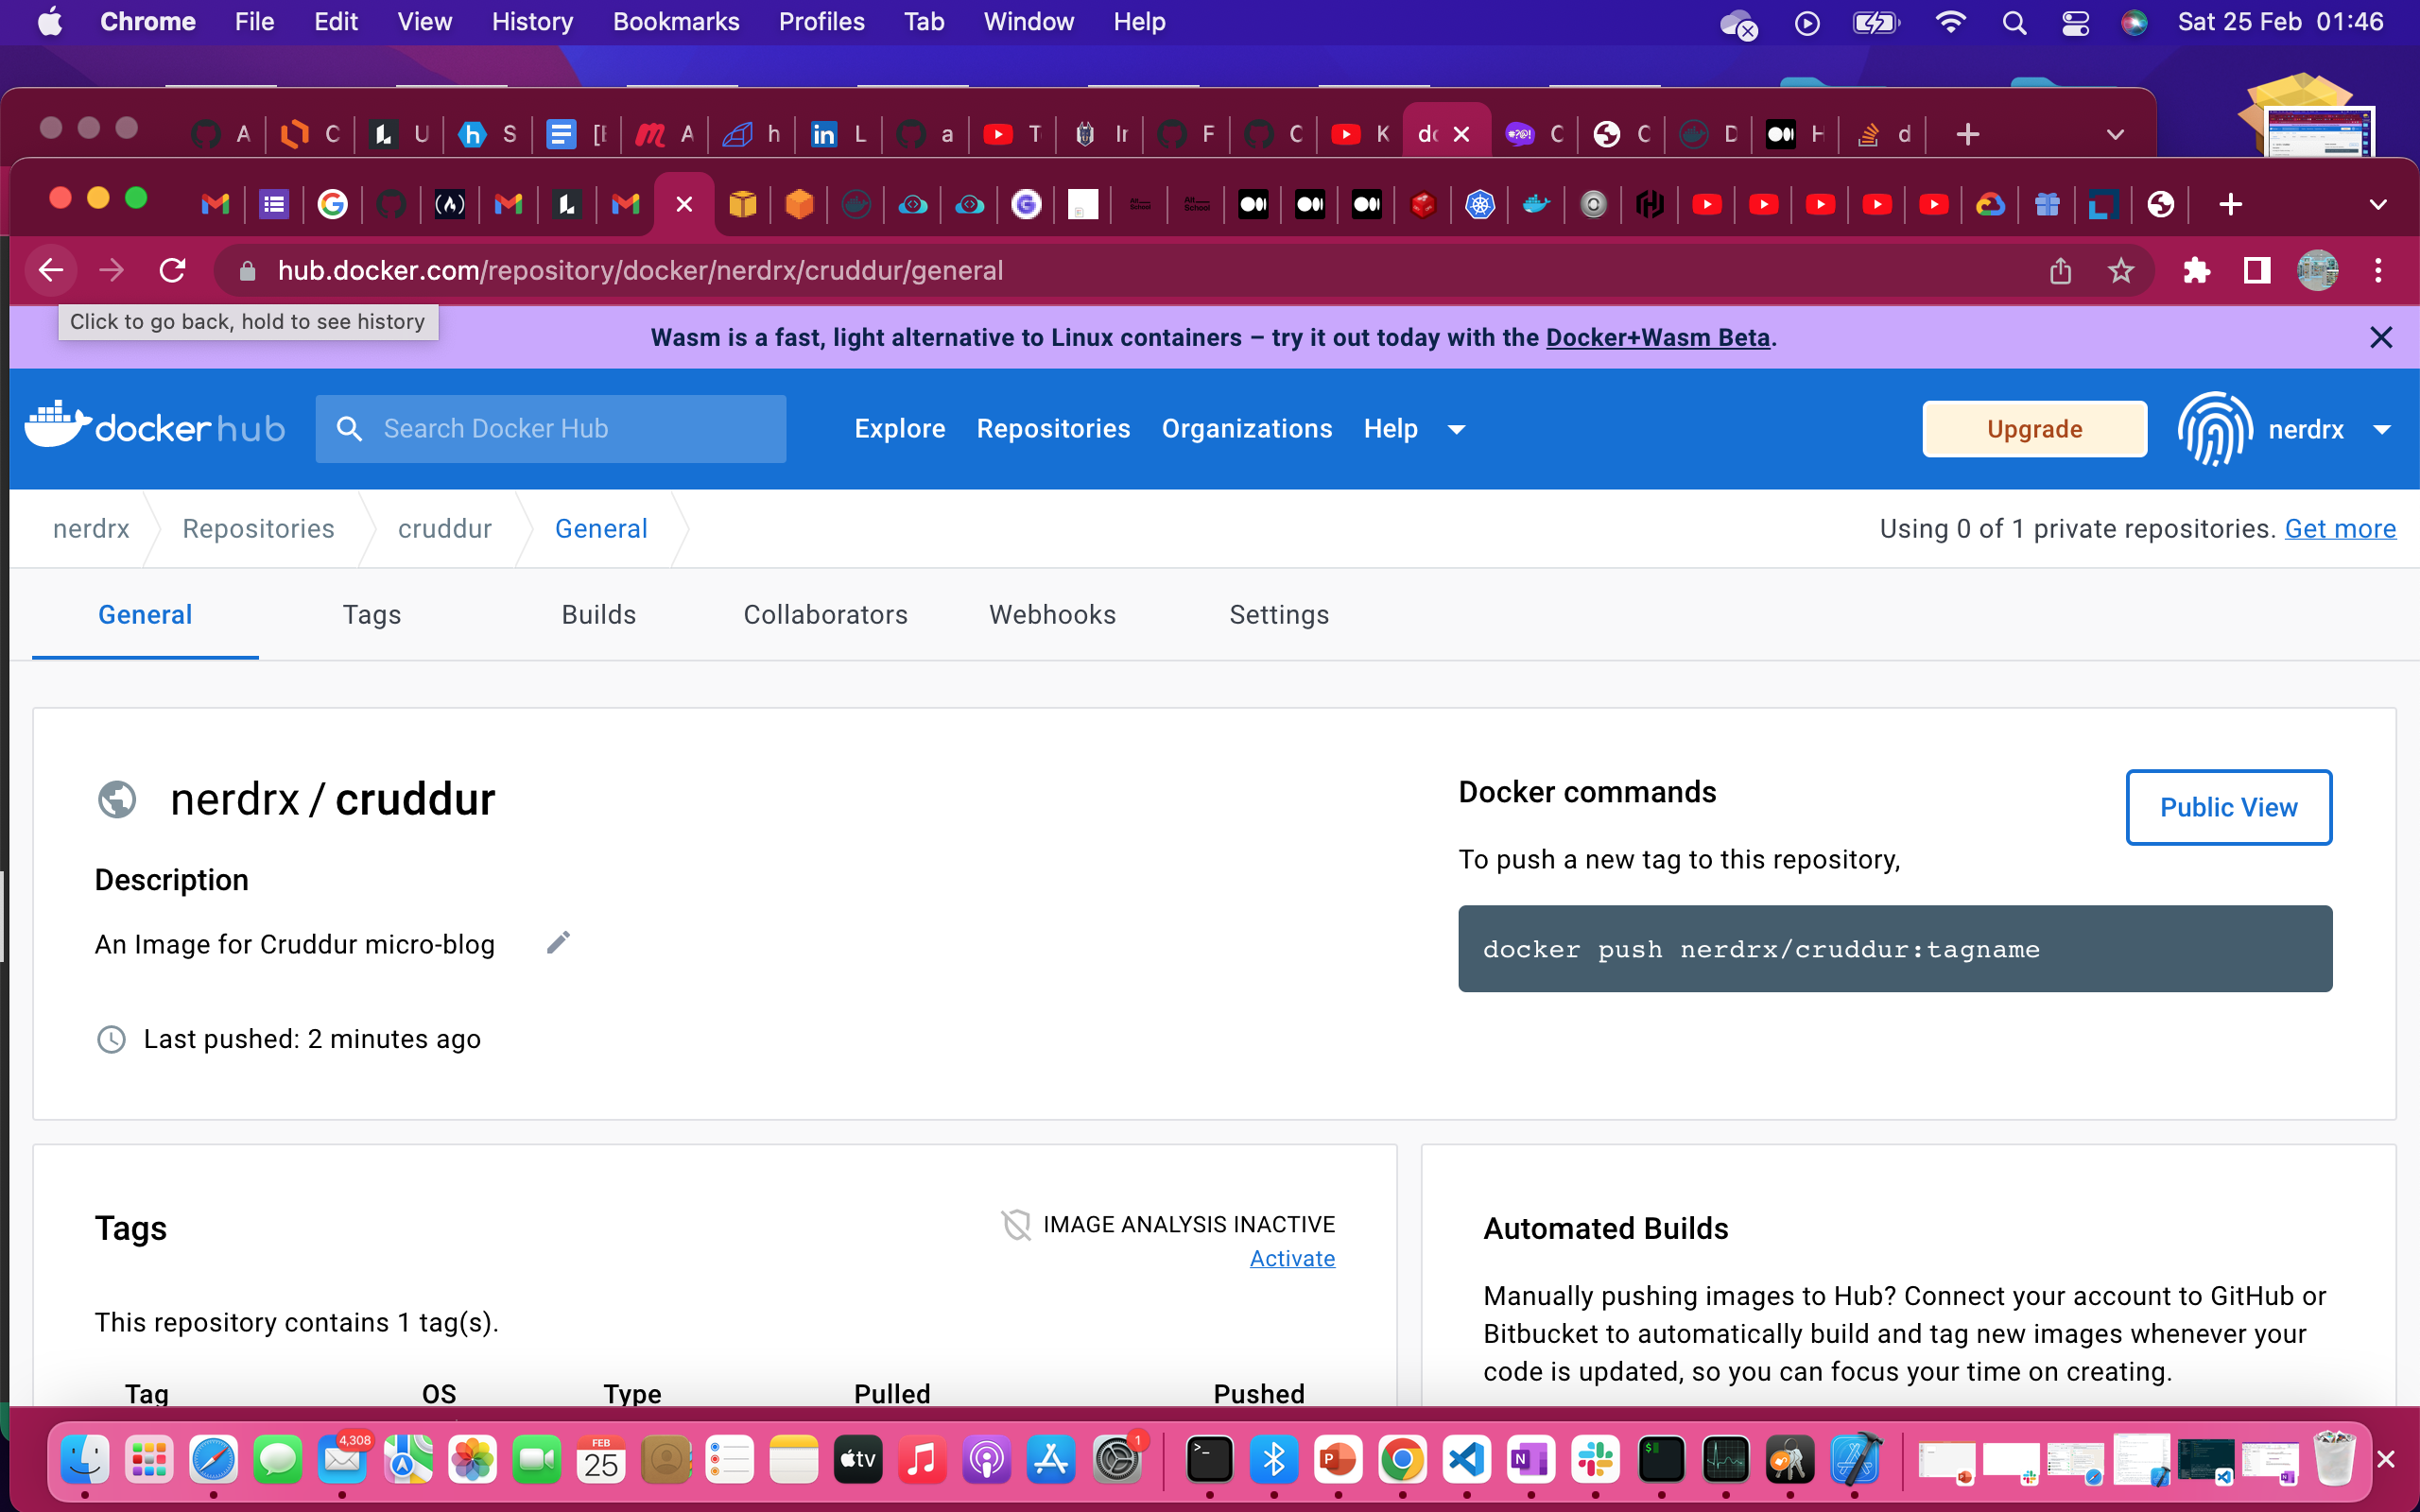 Chrome File Edit View History Bookmarks Profiles Tab Window Help Sat 25 Feb 01:46
A C U S [E A h L a T Ir F C K dc C C D H d
hub.docker.com/repository/docker/nerdrx/cruddur/general
Click to go back, hold to see history
Wasm is a fast, light alternative to Linux containers – try it out today with the Docker+Wasm Beta.
dockerhub Search Docker Hub Explore Repositories Organizations Help Upgrade nerdrx
nerdrx Repositories cruddur General Using 0 of 1 private repositories. Get more
General Tags Builds Collaborators Webhooks Settings
nerdrx / cruddur
Description
An Image for Cruddur micro-blog
Last pushed: 2 minutes ago
Docker commands
Public View
To push a new tag to this repository,
docker push nerdrx/cruddur:tagname
Tags
IMAGE ANALYSIS INACTIVE
Activate
This repository contains 1 tag(s).
Tag OS Type Pulled Pushed
Automated Builds
Manually pushing images to Hub? Connect your account to GitHub or
Bitbucket to automatically build and tag new images whenever your
code is updated, so you can focus your time on creating.
4,308
FEB
25
tv
1